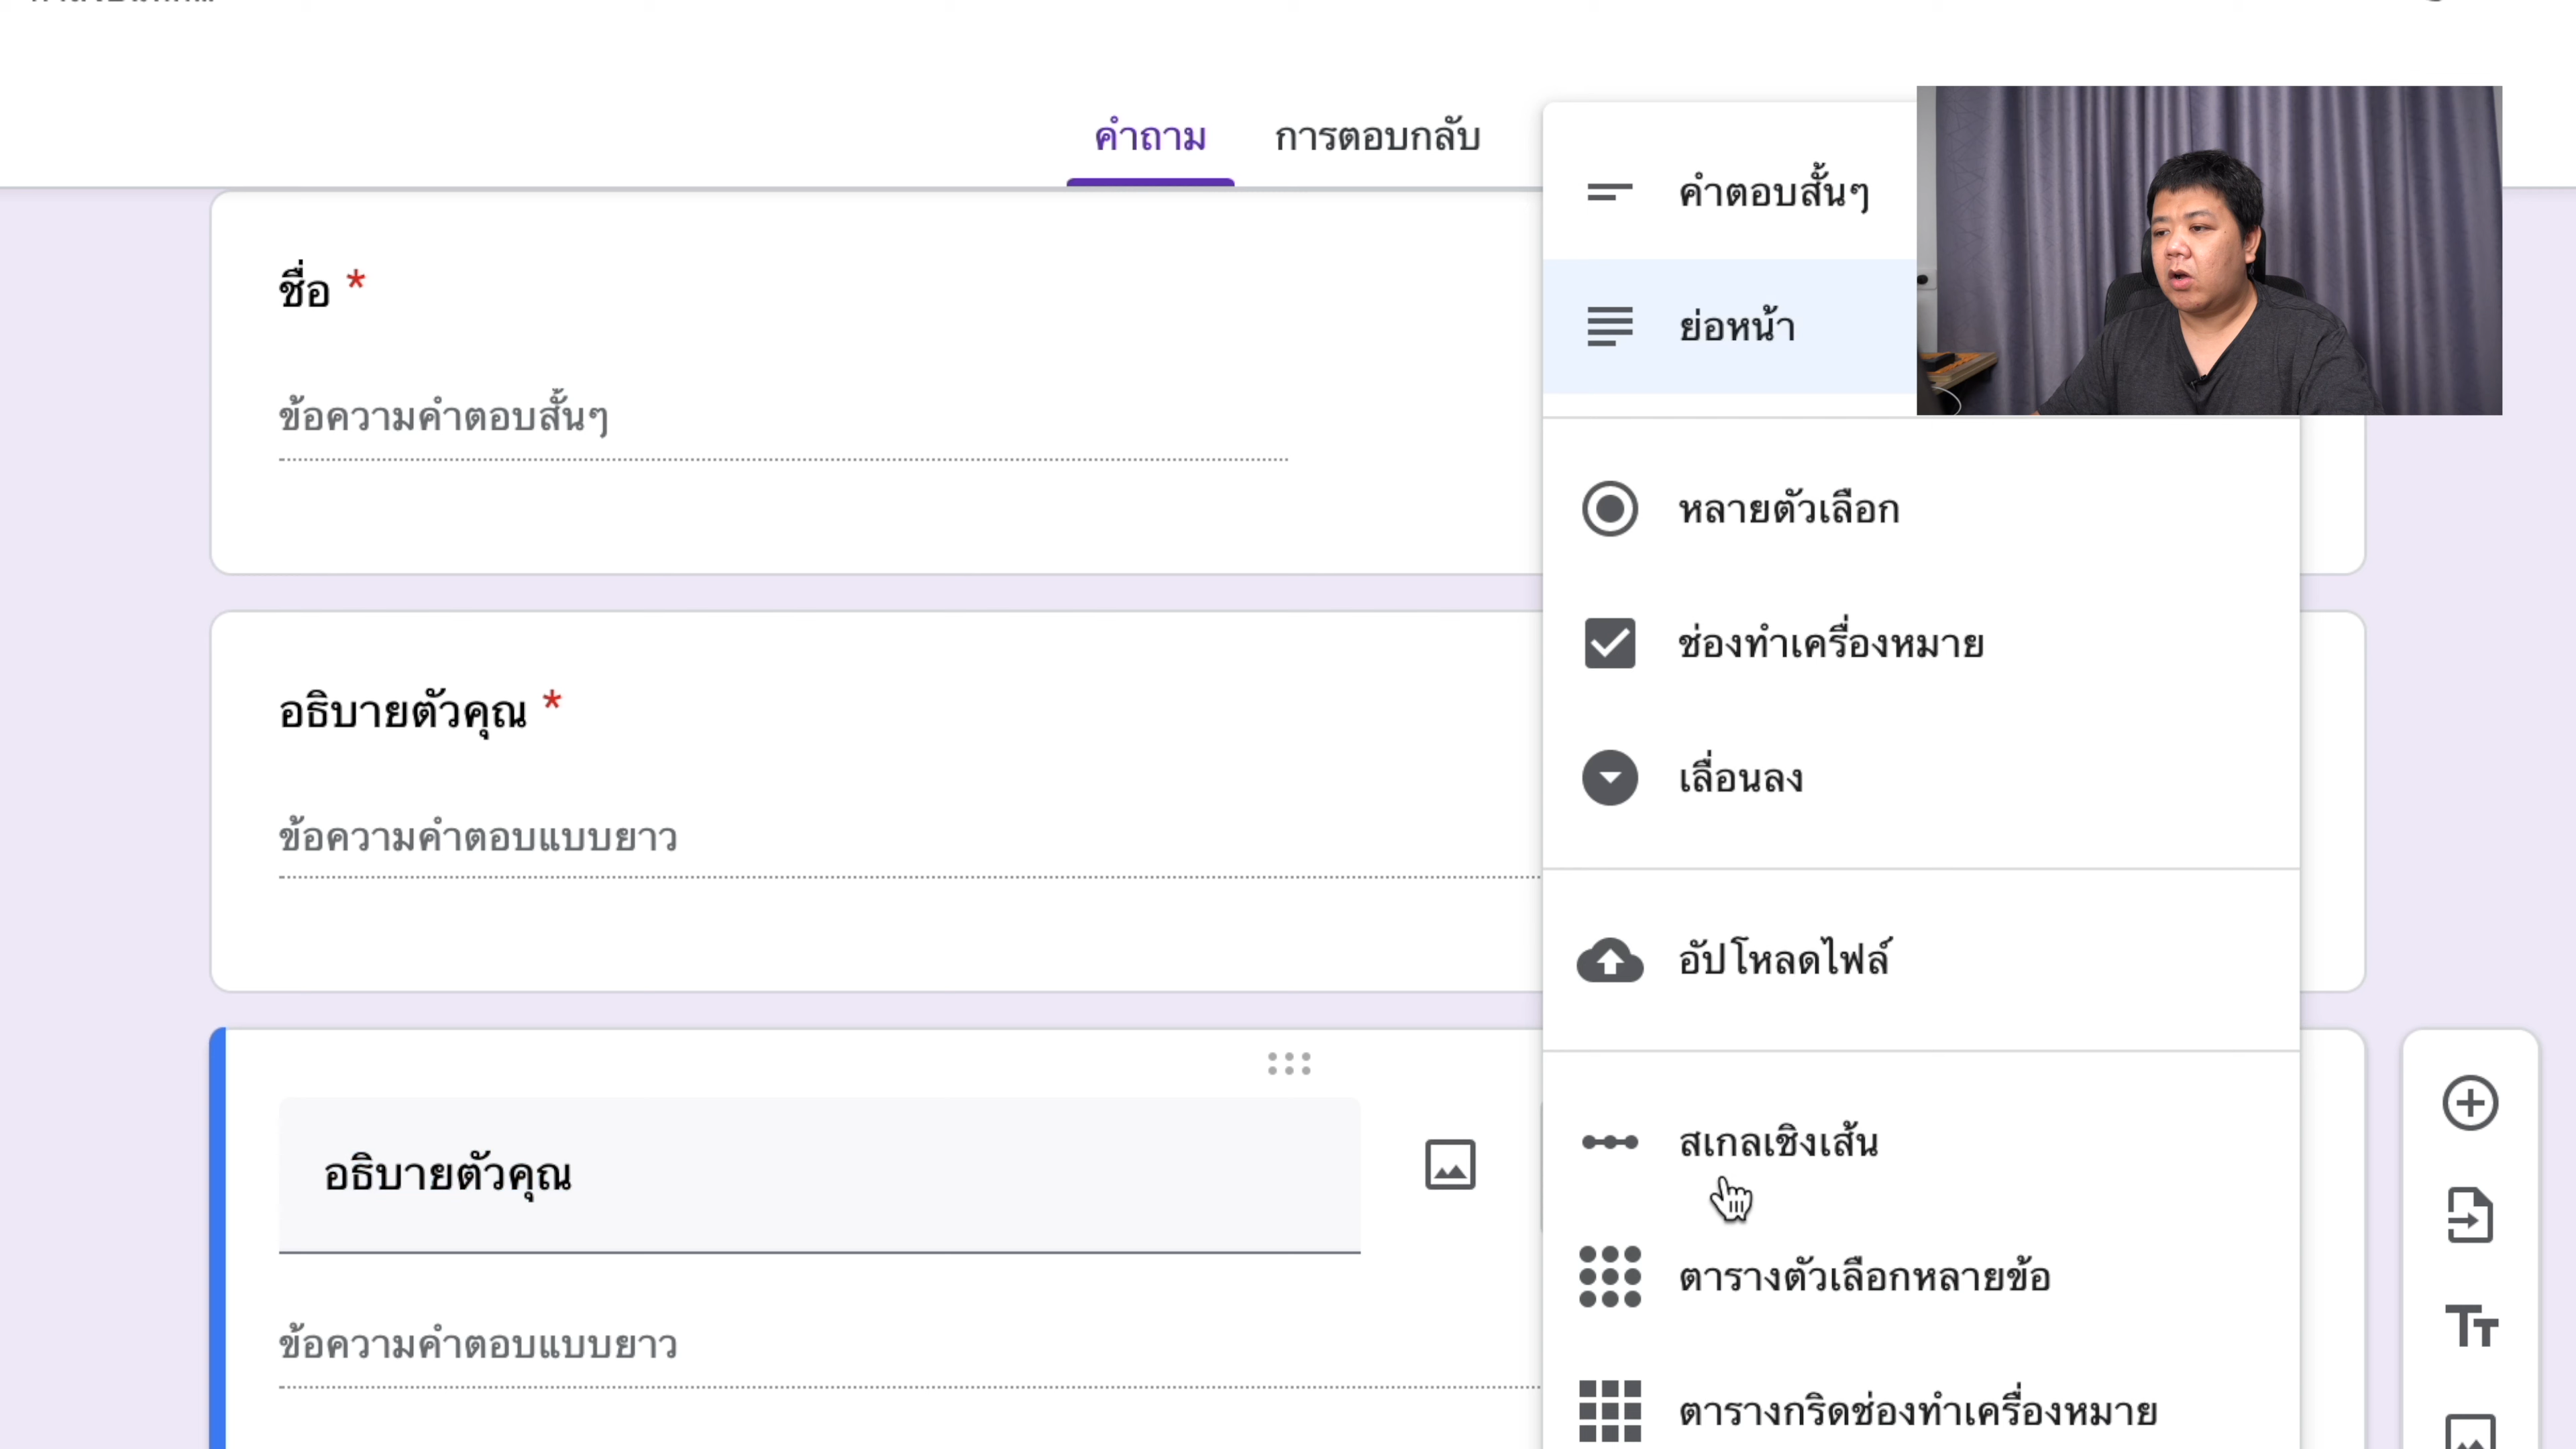 คำถาม
การตอบกลับ
ชื่อ *
ข้อความคำตอบสั้นๆ
อธิบายตัวคุณ *
ข้อความคำตอบแบบยาว
อธิบายตัวคุณ
ข้อความคำตอบแบบยาว
คำตอบสั้นๆ
ย่อหน้า
หลายตัวเลือก
ช่องทำเครื่องหมาย
เลื่อนลง
อัปโหลดไฟล์
สเกลเชิงเส้น
ตารางตัวเลือกหลายข้อ
ตารางกริดช่องทำเครื่องหมาย
Tт